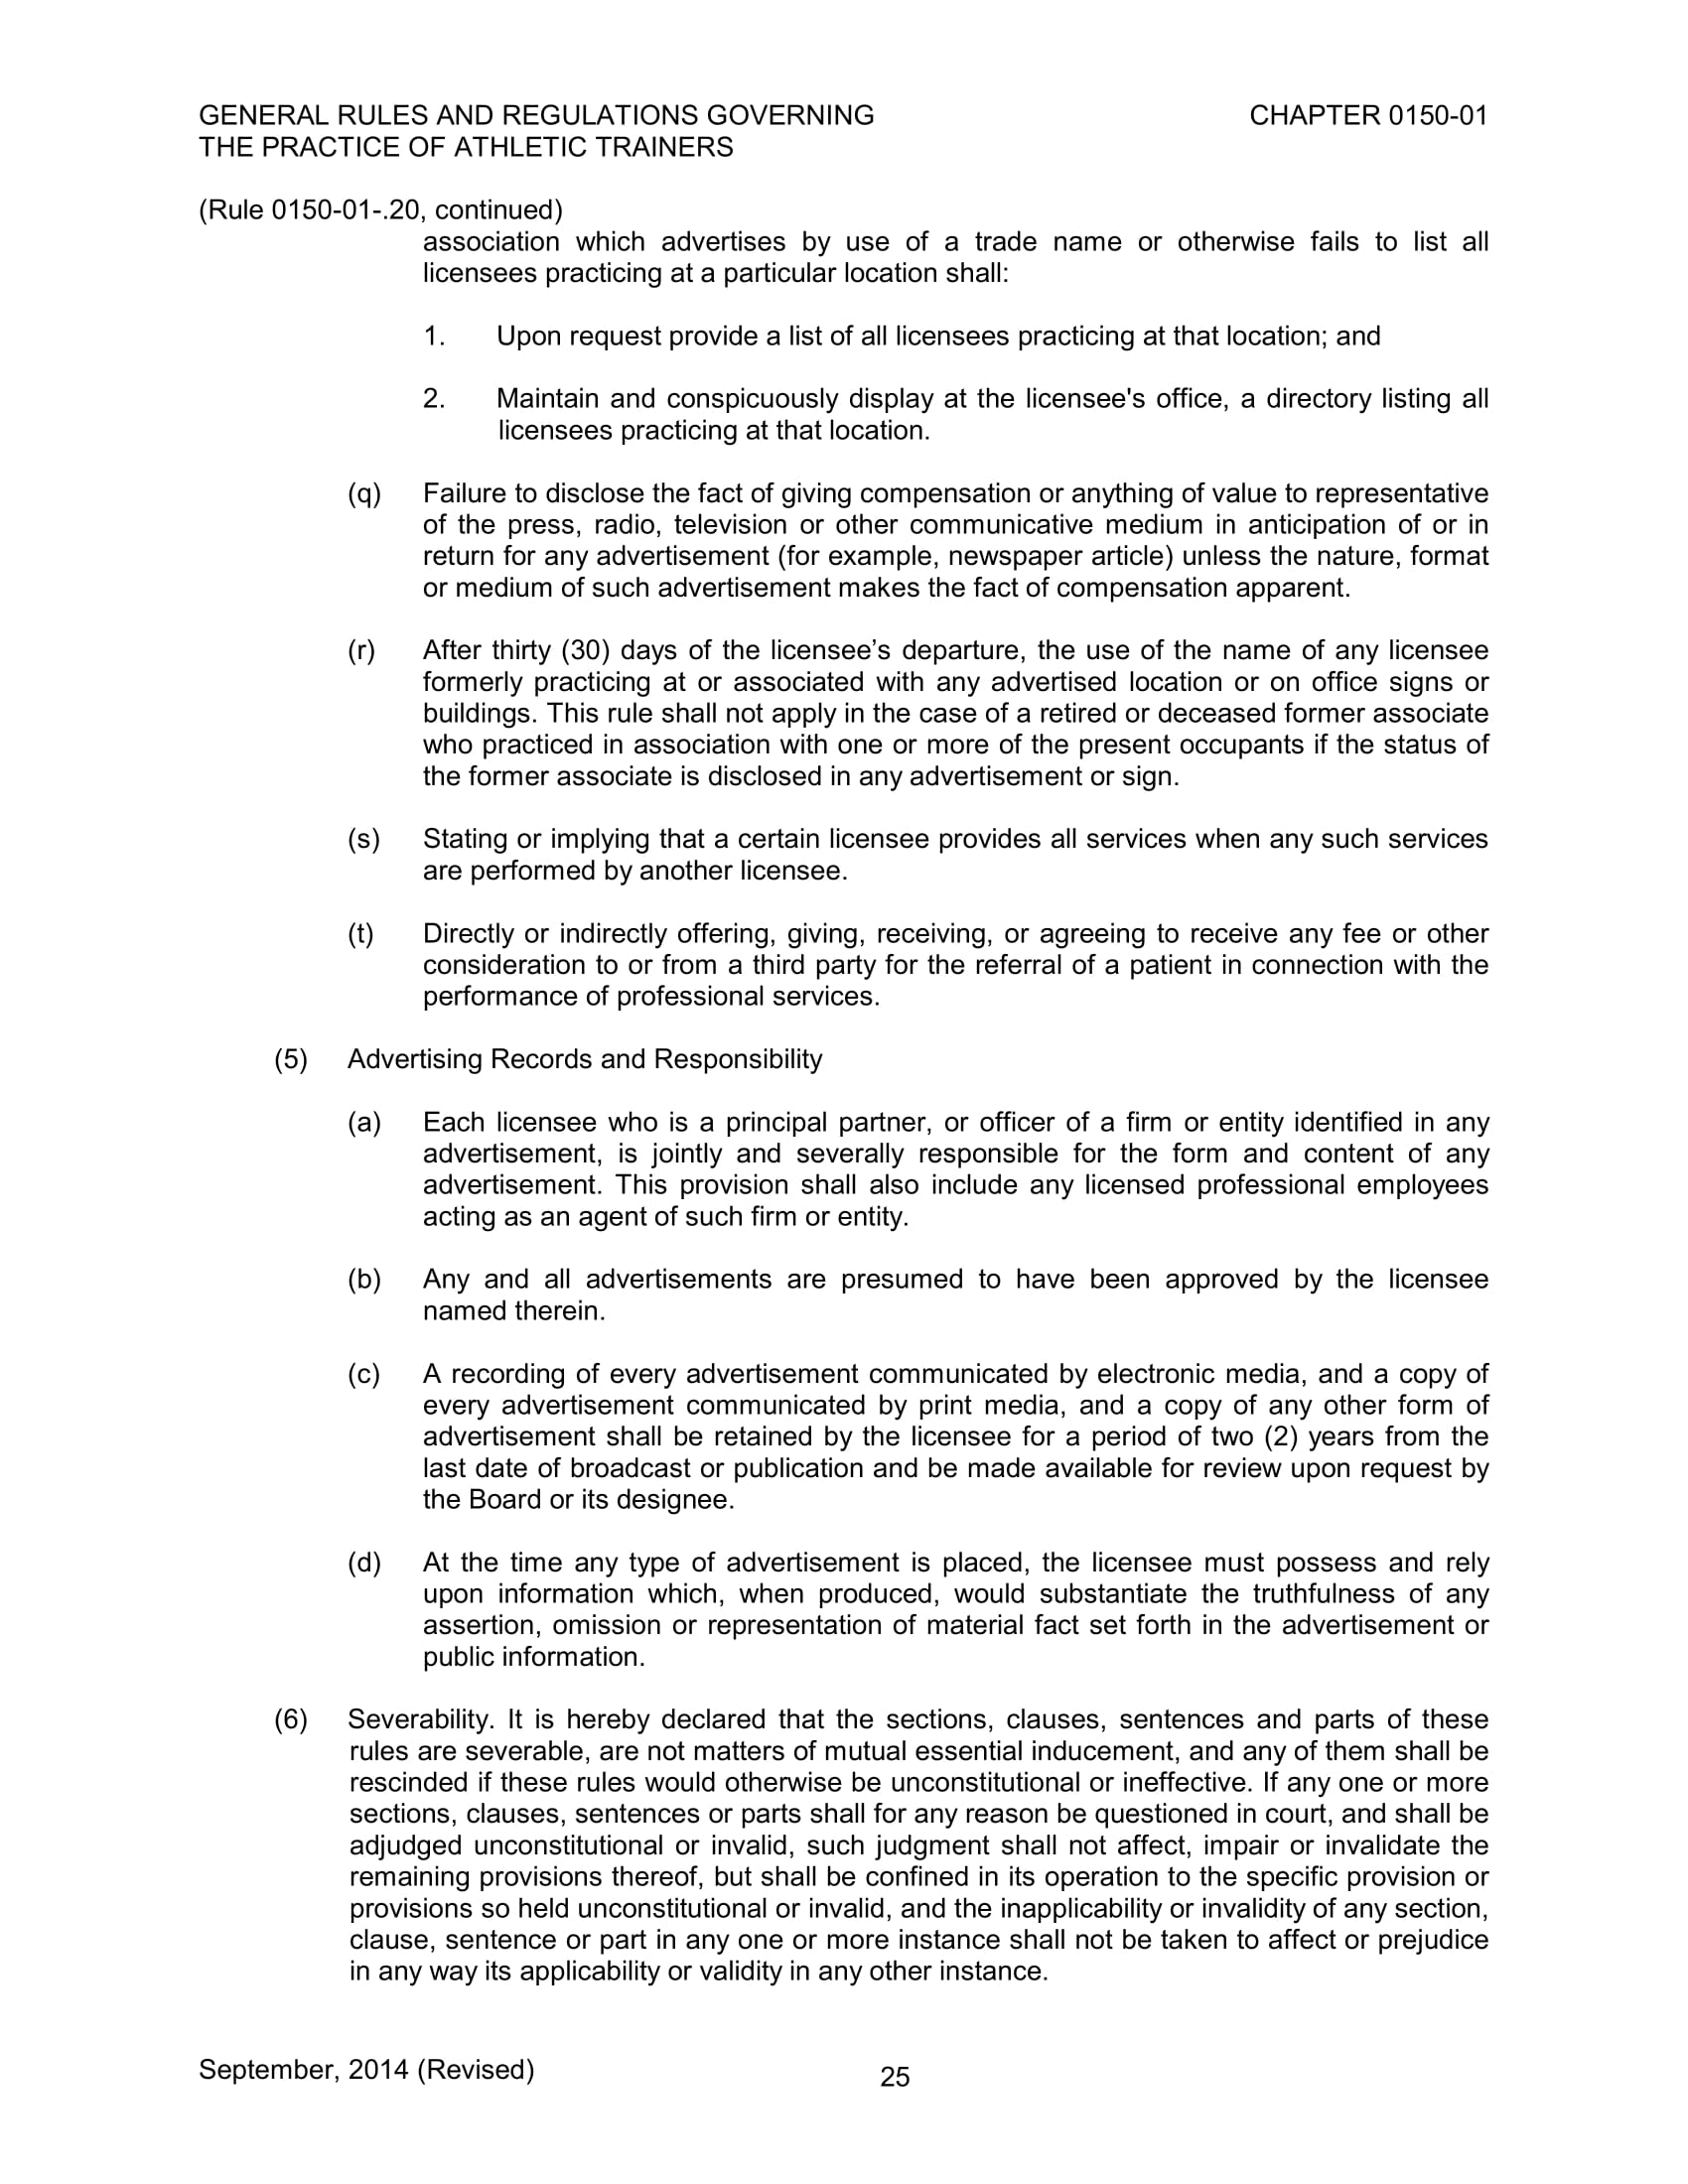 GENERAL RULES AND REGULATIONS GOVERNING CHAPTER 0150-01
THE PRACTICE OF ATHLETIC TRAINERS
(Rule 0150-01-.20, continued)
association which advertises by use of a trade name or otherwise fails to list all
licensees practicing at a particular location shall:
1. Upon request provide a list of all licensees practicing at that location; and
2. Maintain and conspicuously display at the licensee's office, a directory listing all
licensees practicing at that location.
(q) Failure to disclose the fact of giving compensation or anything of value to representative
of the press, radio, television or other communicative medium in anticipation of or in
return for any advertisement (for example, newspaper article) unless the nature, format
or medium of such advertisement makes the fact of compensation apparent.
(r) After thirty (30) days of the licensee’s departure, the use of the name of any licensee
formerly practicing at or associated with any advertised location or on office signs or
buildings. This rule shall not apply in the case of a retired or deceased former associate
who practiced in association with one or more of the present occupants if the status of
the former associate is disclosed in any advertisement or sign.
(s) Stating or implying that a certain licensee provides all services when any such services
are performed by another licensee.
(t) Directly or indirectly offering, giving, receiving, or agreeing to receive any fee or other
consideration to or from a third party for the referral of a patient in connection with the
performance of professional services.
(5) Advertising Records and Responsibility
(a) Each licensee who is a principal partner, or officer of a firm or entity identified in any
advertisement, is jointly and severally responsible for the form and content of any
advertisement. This provision shall also include any licensed professional employees
acting as an agent of such firm or entity.
(b) Any and all advertisements are presumed to have been approved by the licensee
named therein.
(c) A recording of every advertisement communicated by electronic media, and a copy of
every advertisement communicated by print media, and a copy of any other form of
advertisement shall be retained by the licensee for a period of two (2) years from the
last date of broadcast or publication and be made available for review upon request by
the Board or its designee.
(d) At the time any type of advertisement is placed, the licensee must possess and rely
upon information which, when produced, would substantiate the truthfulness of any
assertion, omission or representation of material fact set forth in the advertisement or
public information.
(6) Severability. It is hereby declared that the sections, clauses, sentences and parts of these
rules are severable, are not matters of mutual essential inducement, and any of them shall be
rescinded if these rules would otherwise be unconstitutional or ineffective. If any one or more
sections, clauses, sentences or parts shall for any reason be questioned in court, and shall be
adjudged unconstitutional or invalid, such judgment shall not affect, impair or invalidate the
remaining provisions thereof, but shall be confined in its operation to the specific provision or
provisions so held unconstitutional or invalid, and the inapplicability or invalidity of any section,
clause, sentence or part in any one or more instance shall not be taken to affect or prejudice
in any way its applicability or validity in any other instance.
September, 2014 (Revised) 25